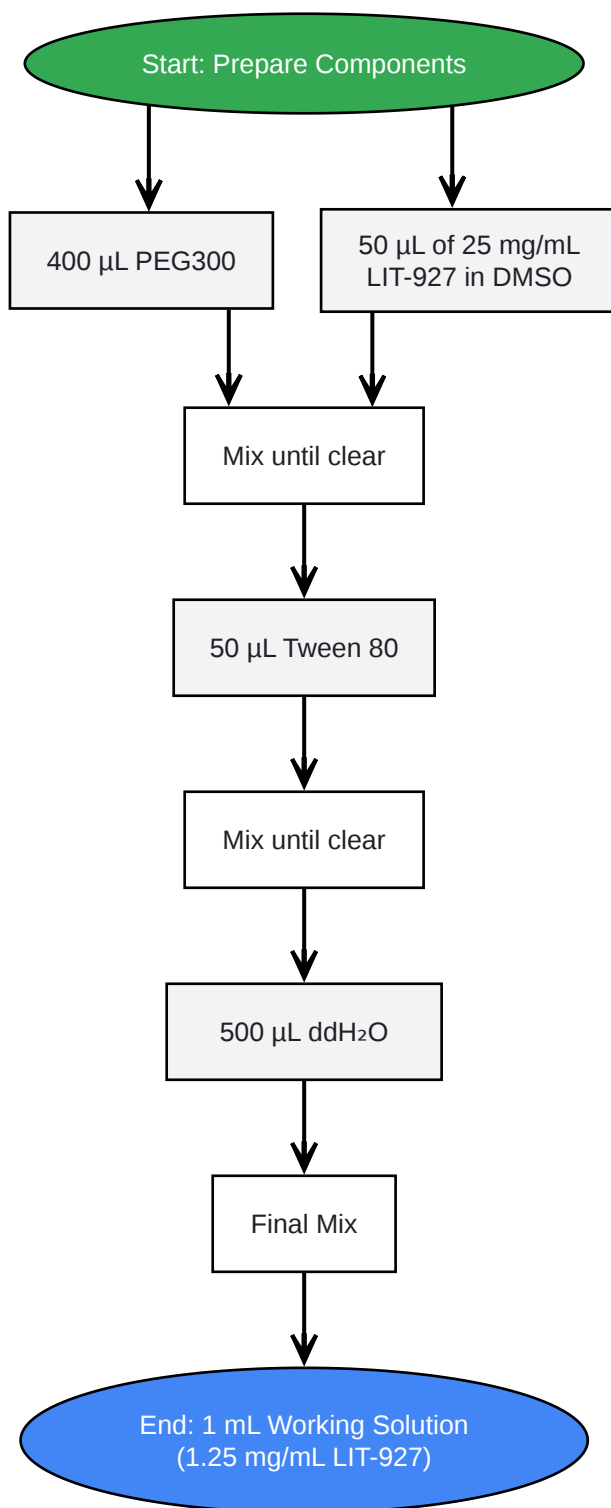 Start: Prepare Components
400 µL PEG300
50 µL of 25 mg/mL
LIT-927 in DMSO
Mix until clear
50 µL Tween 80
Mix until clear
500 µL ddH₂O
Final Mix
End: 1 mL Working Solution
(1.25 mg/mL LIT-927)